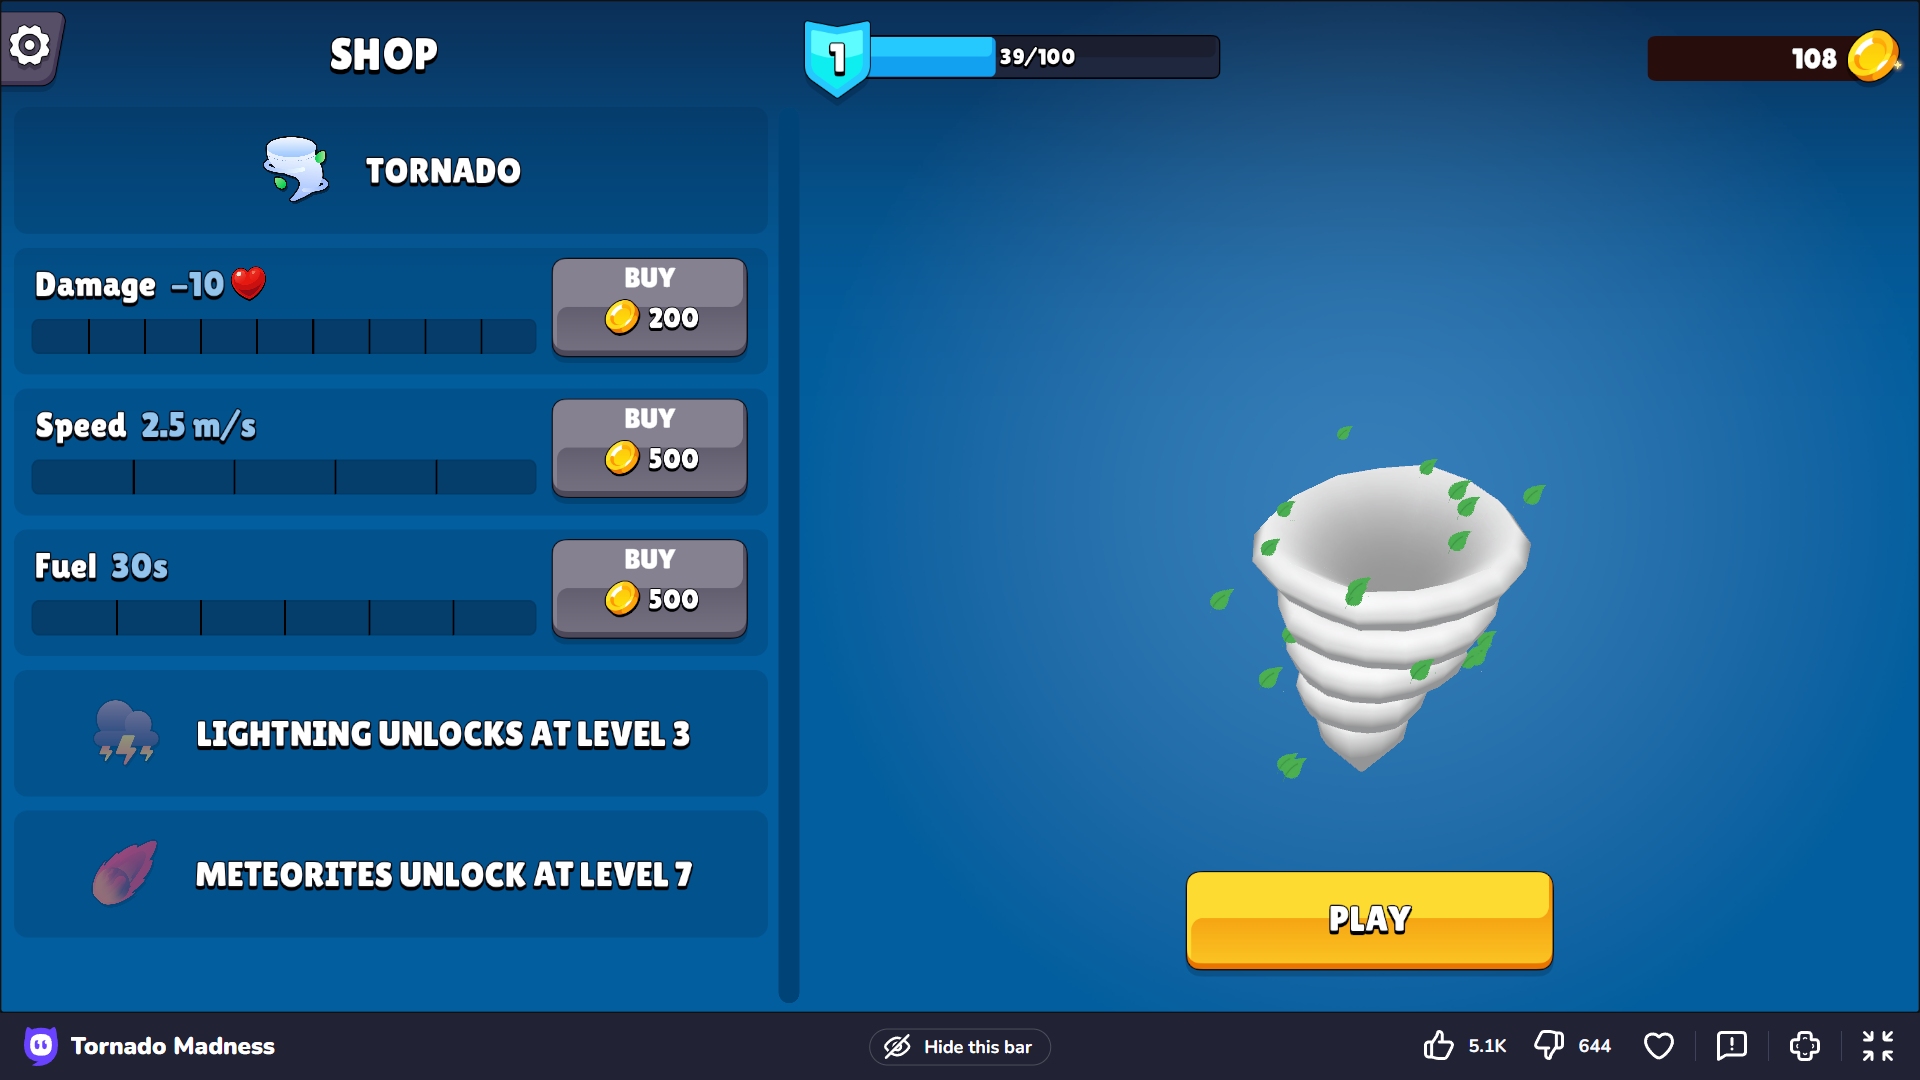 SHOP
1
39/100
108
TORNADO
Damage -10
BUY
200
Speed 2.5 m/s
BUY
500
Fuel 30s
BUY
500
LIGHTNING UNLOCKS AT LEVEL 3
METEORITES UNLOCK AT LEVEL 7
PLAY
Tornado Madness
Hide this bar
5.1K
644